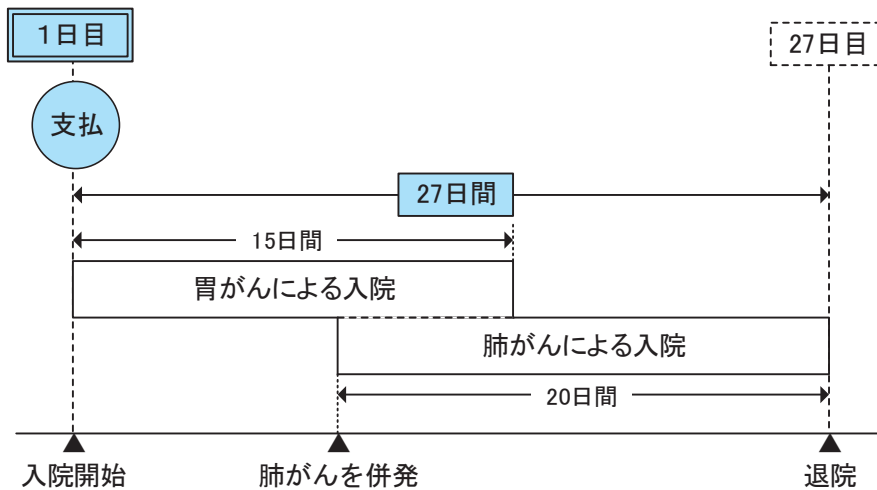 1日目
27日目
支払
27日間
15日間
胃がんによる入院
肺がんによる入院
20日間
入院開始
肺がんを併発
退院